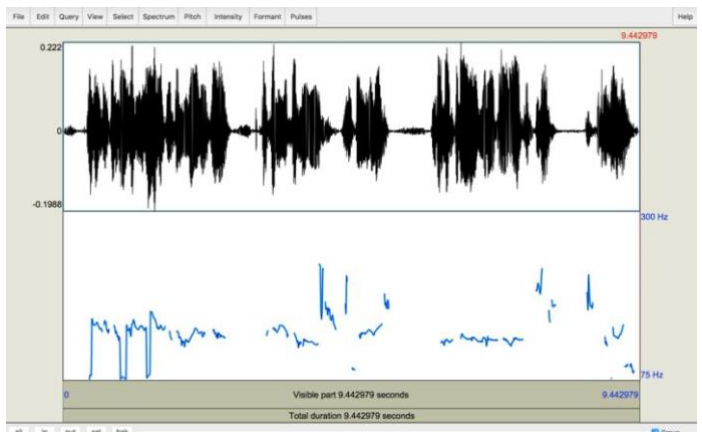 File Edit Query View Select Spectrum Pitch Intensity Formant Pulses Help
9.442979
0.222
0
-0.1988
300 Hz
75 Hz
0 Visible part 9.442979 seconds 9.442979
Total duration 9.442979 seconds